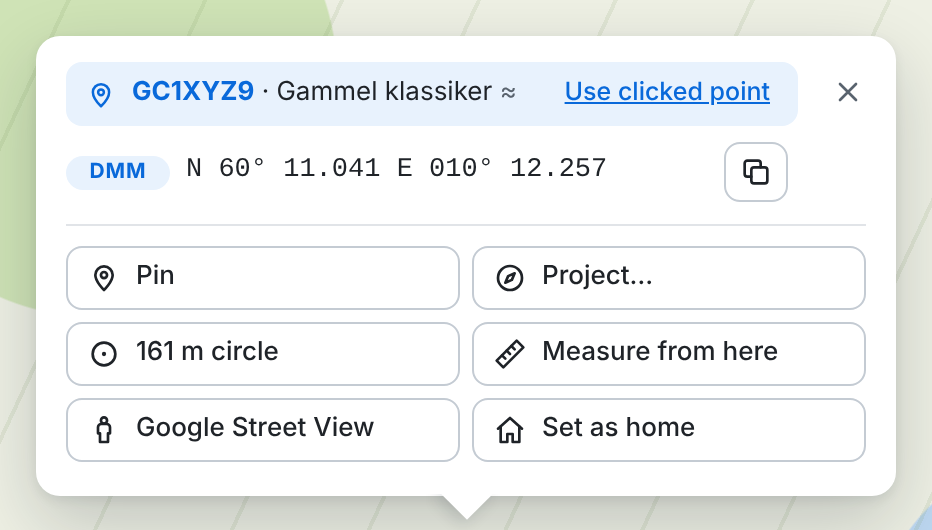 GC1XYZ9 · Gammel klassiker ≈ Use clicked point
DMM N 60° 11.041 E 010° 12.257
Pin Project...
161 m circle Measure from here
Google Street View Set as home